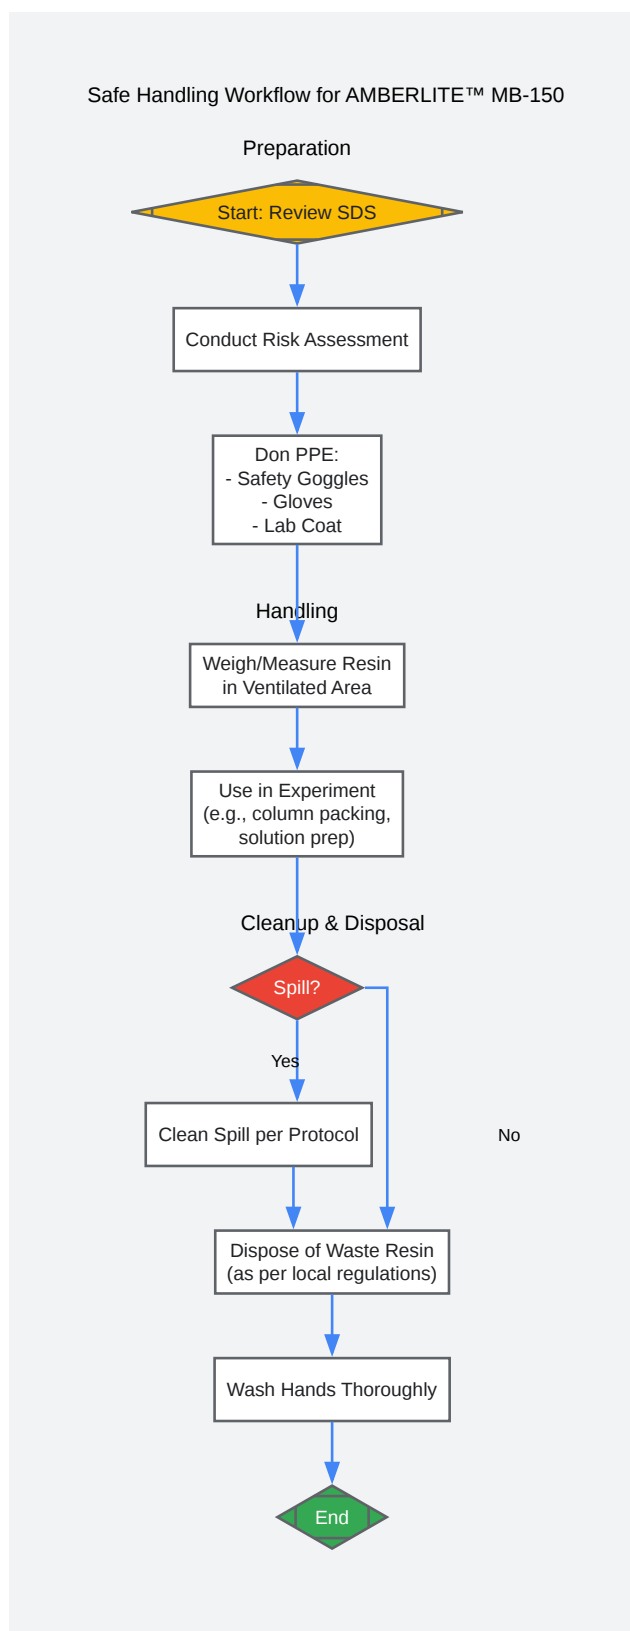 Safe Handling Workflow for AMBERLITE™ MB-150
Preparation
Start: Review SDS
Conduct Risk Assessment
Don PPE:
- Safety Goggles
- Gloves
- Lab Coat
Handling
Weigh/Measure Resin
in Ventilated Area
Use in Experiment
(e.g., column packing,
solution prep)
Cleanup & Disposal
Spill?
Yes
Clean Spill per Protocol
No
Dispose of Waste Resin
(as per local regulations)
Wash Hands Thoroughly
End